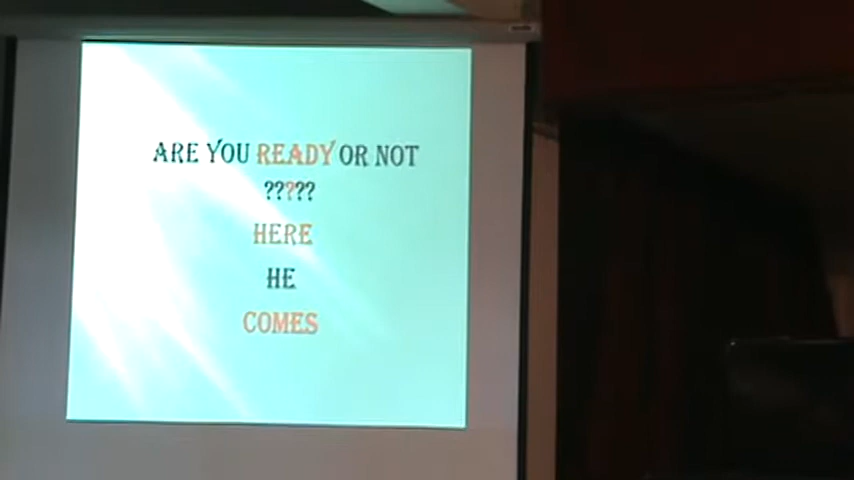 ARE YOU READY OR NOT
?????
HERE
HE
COMES